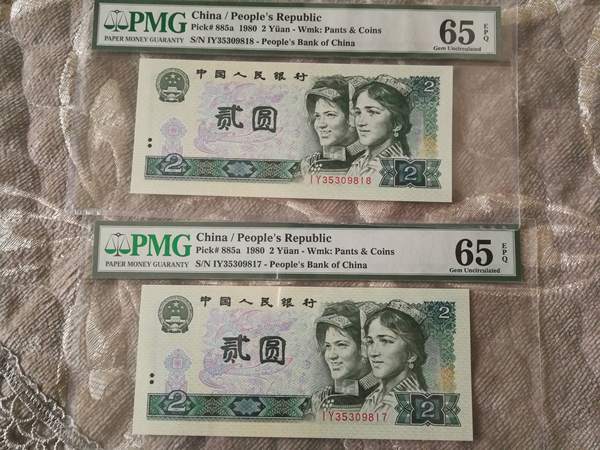 PMG
PAPER MONEY GUARANTY
China / People's Republic
Pick# 885a 1980 2 Yüan - Wmk: Pants & Coins
S/N IY35309818 - People's Bank of China
65 EPQ
Gem Uncirculated
中国人民银行
2
贰圆
2
2
IY35309818
PMG
PAPER MONEY GUARANTY
China / People's Republic
Pick# 885a 1980 2 Yüan - Wmk: Pants & Coins
S/N IY35309817 - People's Bank of China
65 EPQ
Gem Uncirculated
中国人民银行
2
贰圆
2
2
IY35309817